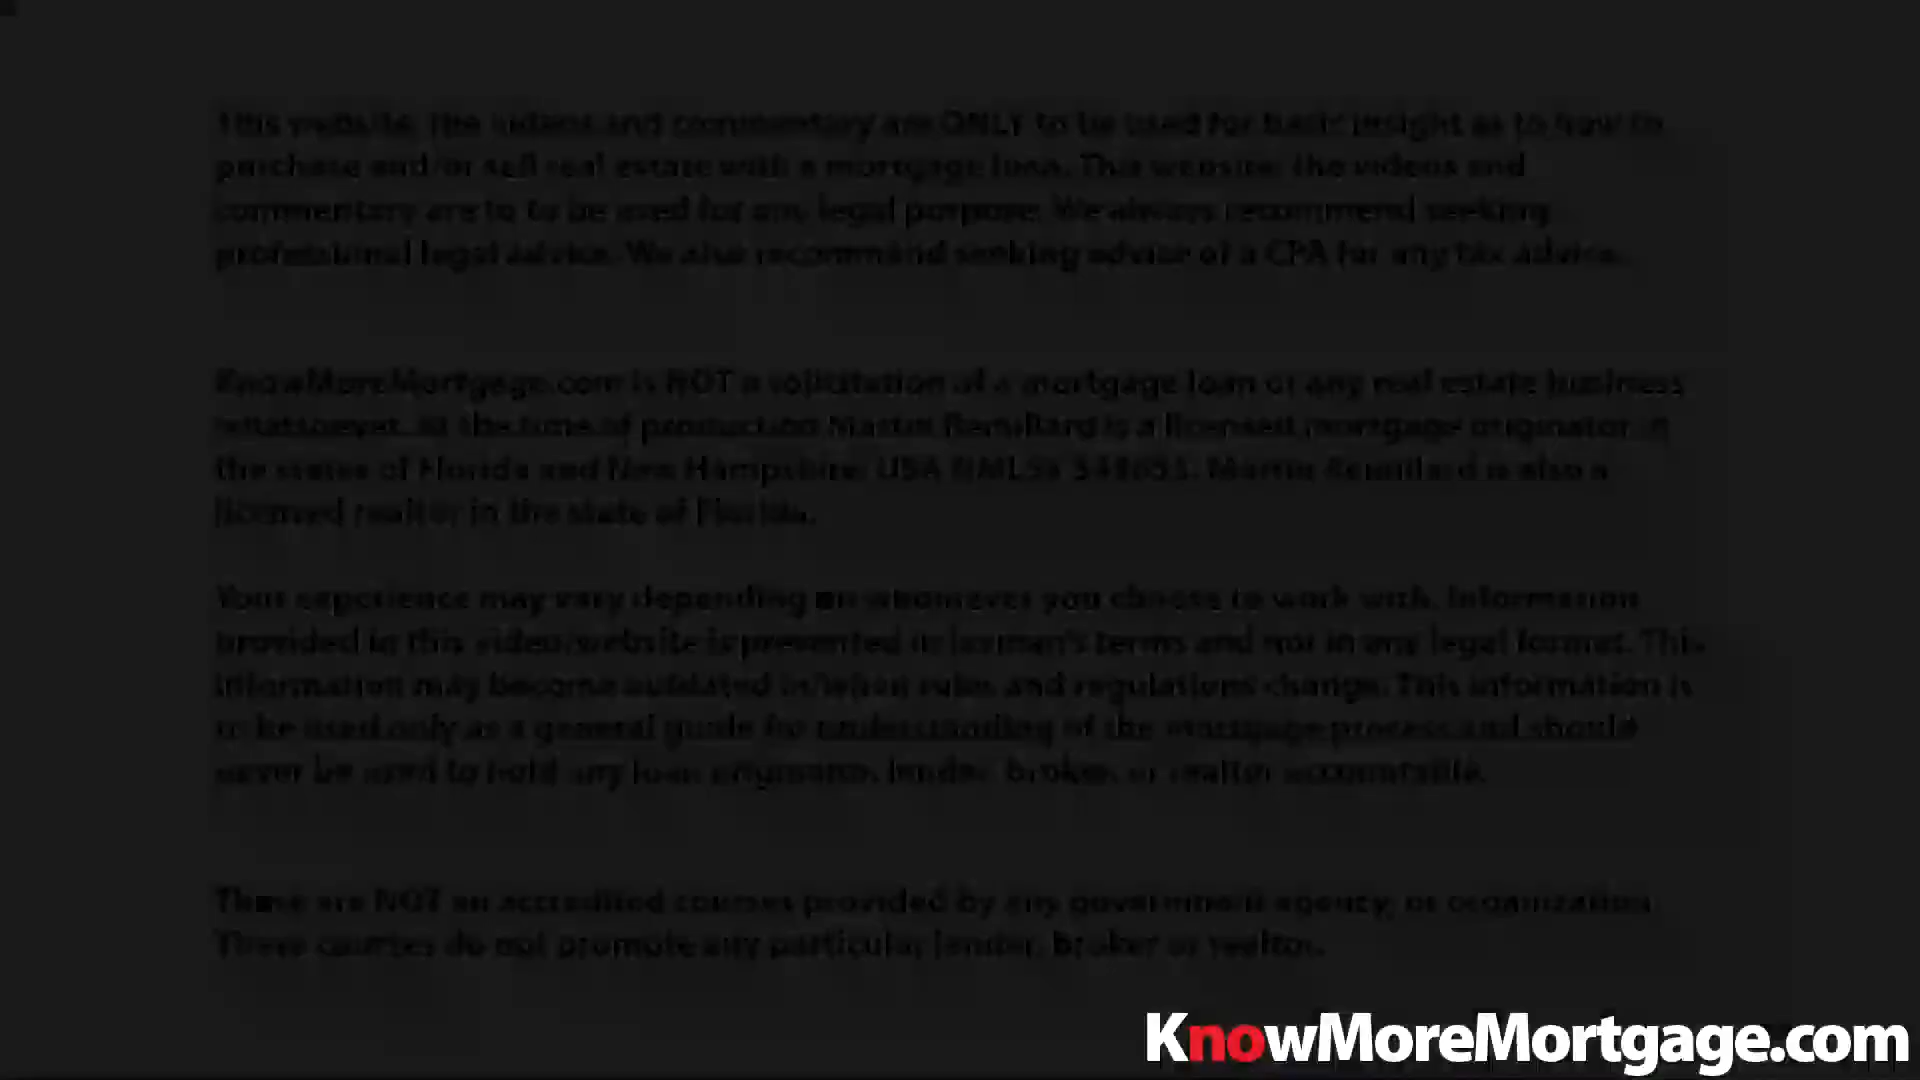 This website, the videos and commentary are ONLY to be used for basic insight as to how to
purchase and/or sell real estate with a mortgage loan. This website, the videos and
commentary are to to be used for any legal purpose. We always recommend seeking
professional legal advice. We also recommend seeking advice of a CPA for any tax advice.
KnowMoreMortgage.com is NOT a solicitation of a mortgage loan or any real estate business
whatsoever. At the time of production Martin Remillard is a licensed mortgage originator in
the states of Florida and New Hampshire, USA Martin Remillard is also a
licensed realtor in the state of Florida.
Your experience may vary depending on whomever you choose to work with. Information
provided in this video/website is presented in layman's terms and not in any legal format. This
information may become outdated as/when rules and regulations change. This information is
to be used only as a general guide for understanding of the mortgage process and should
never be used to hold any loan originator, lender, broker, or realtor accountable.
These are NOT an accredited courses provided by any government agency, or organization.
These courses do not promote any particular lender, broker or realtor.
KnowMoreMortgage.com